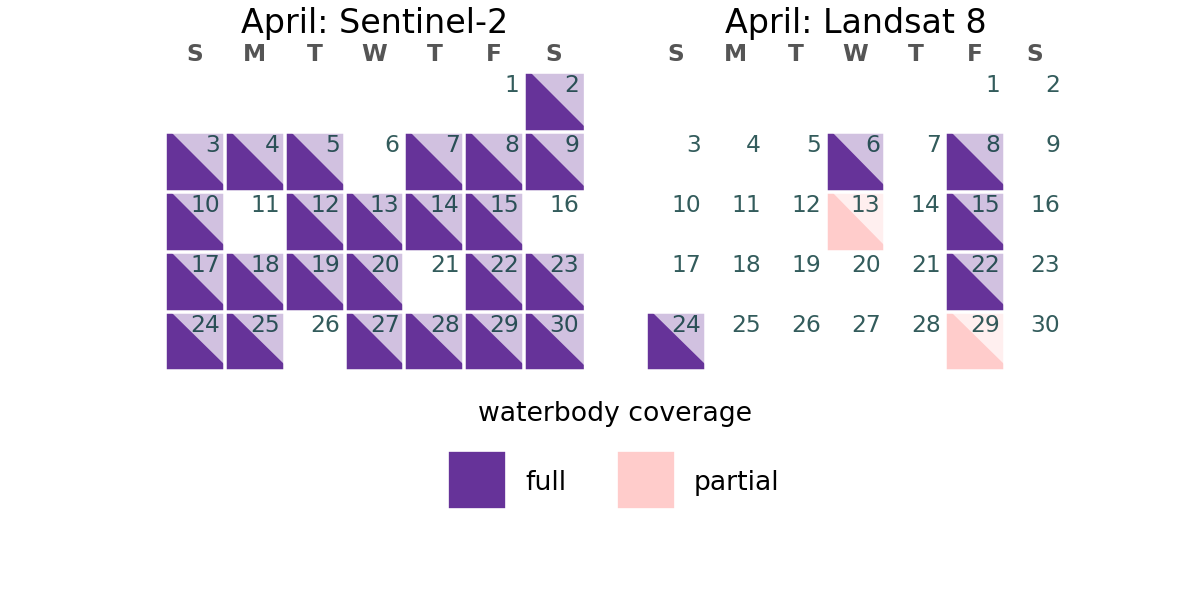 April: Sentinel-2
S M T W T F S
1 2
3 4 5 6 7 8 9
10 11 12 13 14 15 16
17 18 19 20 21 22 23
24 25 26 27 28 29 30
April: Landsat 8
S M T W T F S
1 2
3 4 5 6 7 8 9
10 11 12 13 14 15 16
17 18 19 20 21 22 23
24 25 26 27 28 29 30
waterbody coverage
full partial